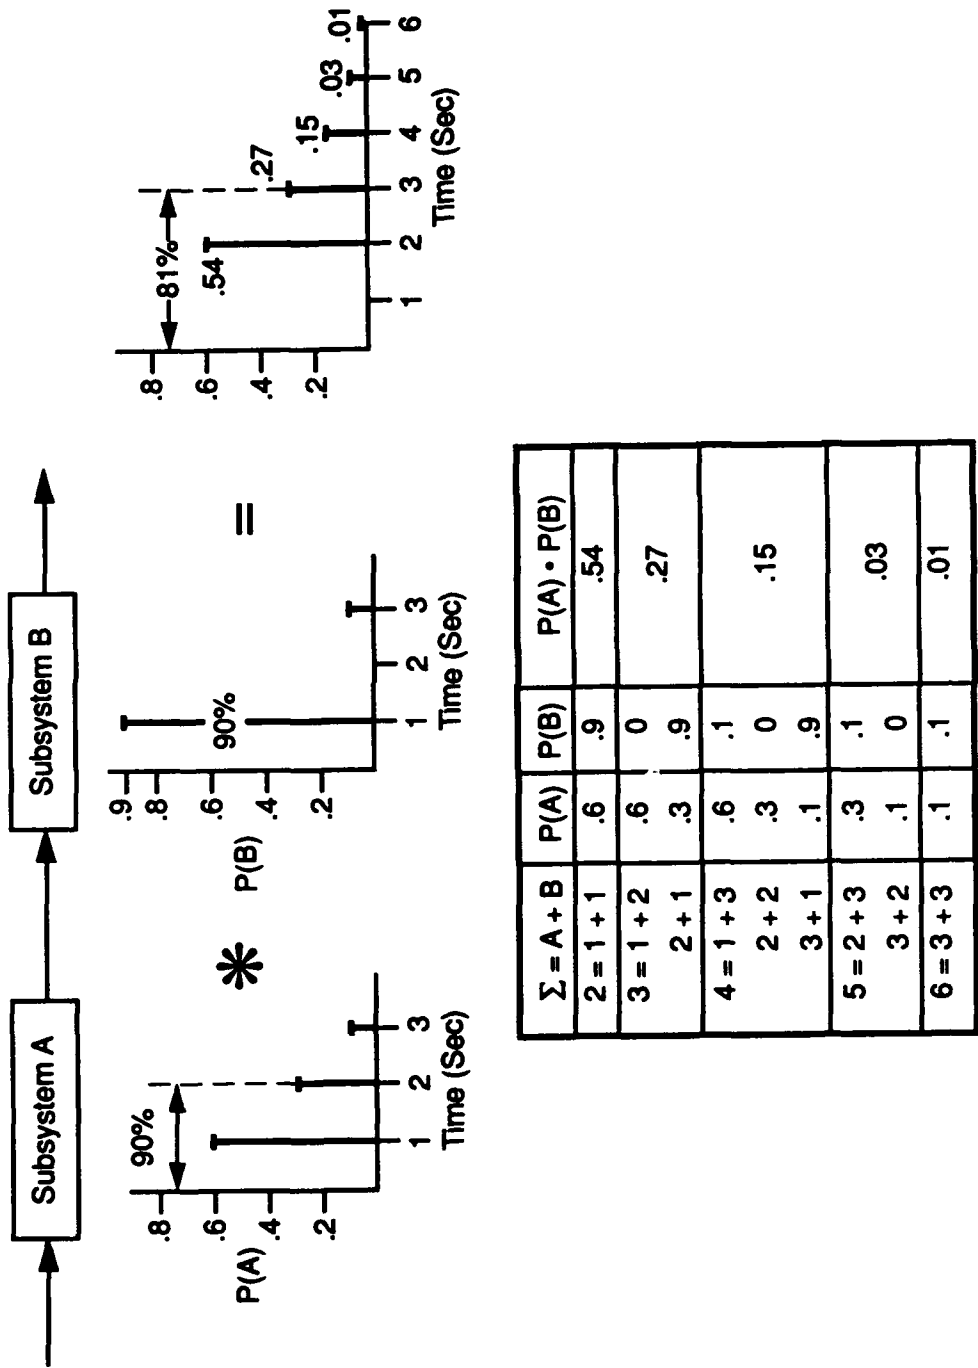 Subsystem A
Subsystem B
90%
.8
.6
.4
.2
P(A)
1
2
3
Time (Sec)
*
.9
.8
.6
.4
.2
P(B)
90%
1
2
3
Time (Sec)
=
.8
.6
.4
.2
81%
.54
.27
.15
.03
.01
1
2
3
4
5
6
Time (Sec)
Σ = A + B P(A) P(B) P(A) • P(B)
2 = 1 + 1 .6 .9 .54
3 = 1 + 2 .6 0
.27
2 + 1 .3 .9
4 = 1 + 3 .6 .1
2 + 2 .3 0 .15
3 + 1 .1 .9
5 = 2 + 3 .3 .1
.03
3 + 2 .1 0
6 = 3 + 3 .1 .1 .01